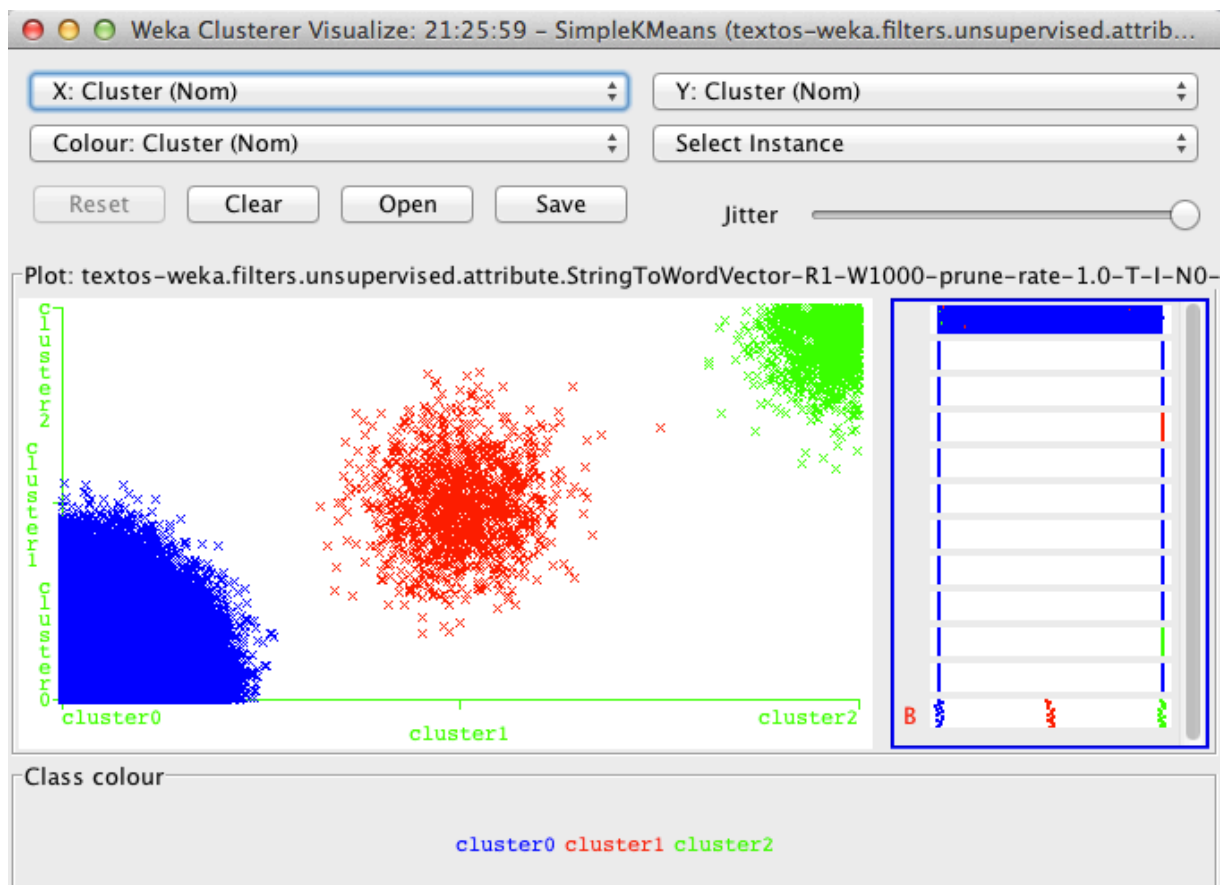 Weka Clusterer Visualize: 21:25:59 – SimpleKMeans (textos-weka.filters.unsupervised.attrib...
X: Cluster (Nom)
Y: Cluster (Nom)
Colour: Cluster (Nom)
Select Instance
Reset
Clear
Open
Save
Jitter
Plot: textos-weka.filters.unsupervised.attribute.StringToWordVector-R1-W1000-prune-rate-1.0-T-I-N0-
cluster2
cluster1
cluster0
cluster0
cluster1
cluster2
B
Class colour
cluster0 cluster1 cluster2